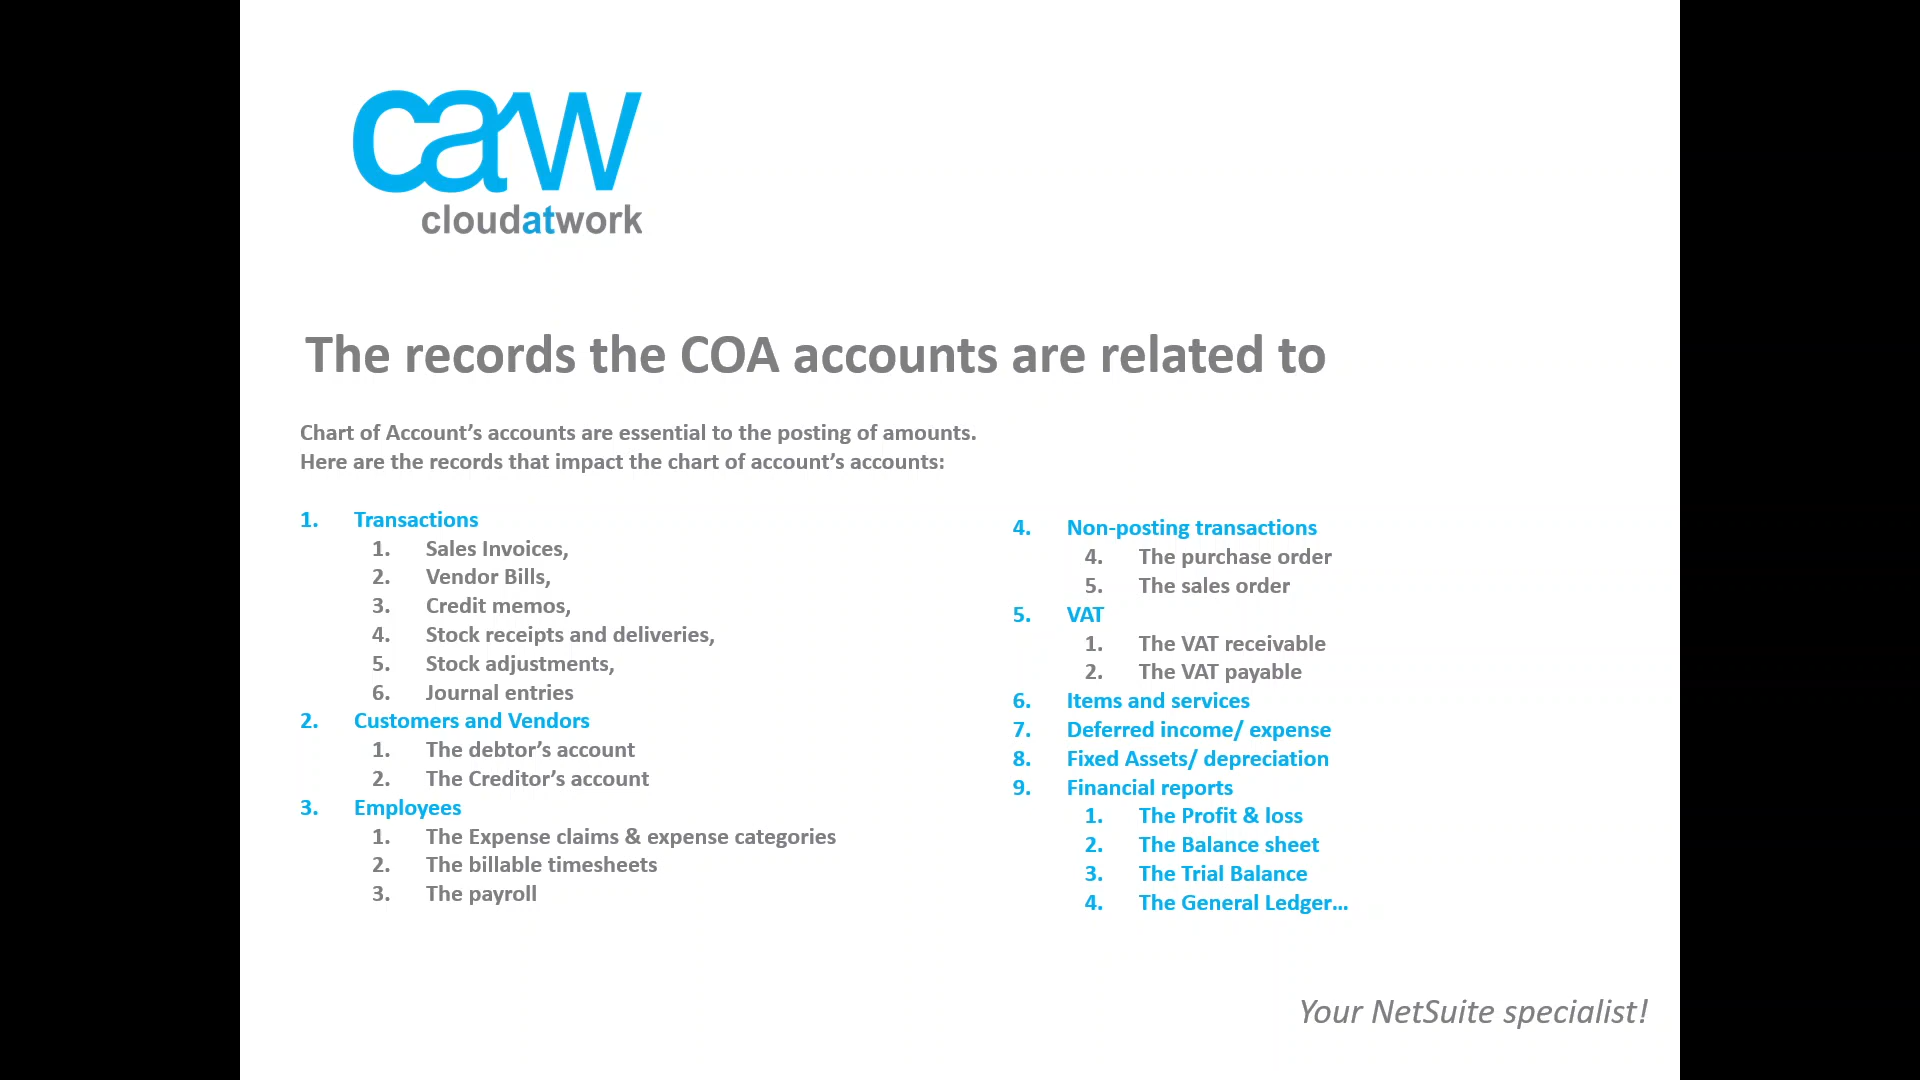 caw
cloudatwork
The records the COA accounts are related to
Chart of Account's accounts are essential to the posting of amounts.
Here are the records that impact the chart of account's accounts:
1. Transactions
1. Sales Invoices,
2. Vendor Bills,
3. Credit memos,
4. Stock receipts and deliveries,
5. Stock adjustments,
6. Journal entries
2. Customers and Vendors
1. The debtor's account
2. The Creditor's account
3. Employees
1. The Expense claims & expense categories
2. The billable timesheets
3. The payroll
4. Non-posting transactions
4. The purchase order
5. The sales order
5. VAT
1. The VAT receivable
2. The VAT payable
6. Items and services
7. Deferred income/ expense
8. Fixed Assets/ depreciation
9. Financial reports
1. The Profit & loss
2. The Balance sheet
3. The Trial Balance
4. The General Ledger...
Your NetSuite specialist!